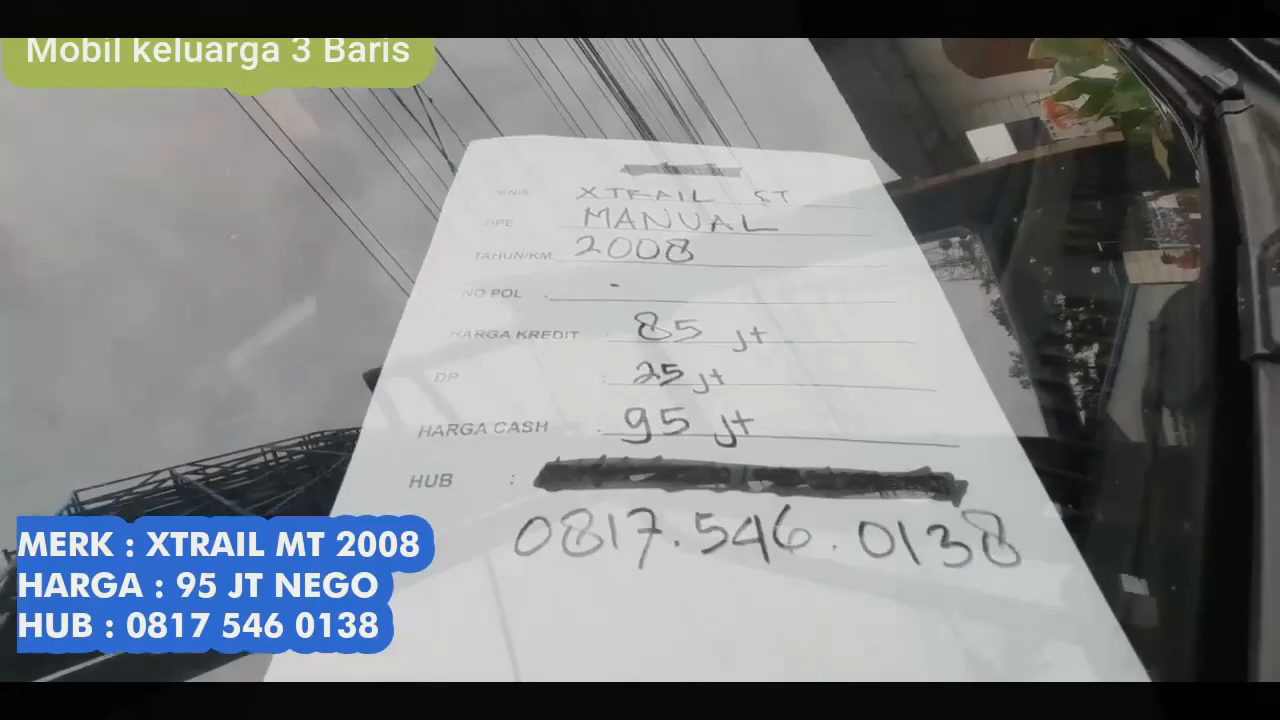 Mobil keluarga 3 Baris
JENIS XTRAIL ST
TIPE MANUAL
TAHUN/KM: 2008
NO POL : -
HARGA KREDIT : 85 jt
DP : 25 jt
HARGA CASH : 95 jt
HUB :
0817.546.0138
MERK : XTRAIL MT 2008
HARGA : 95 JT NEGO
HUB : 0817 546 0138